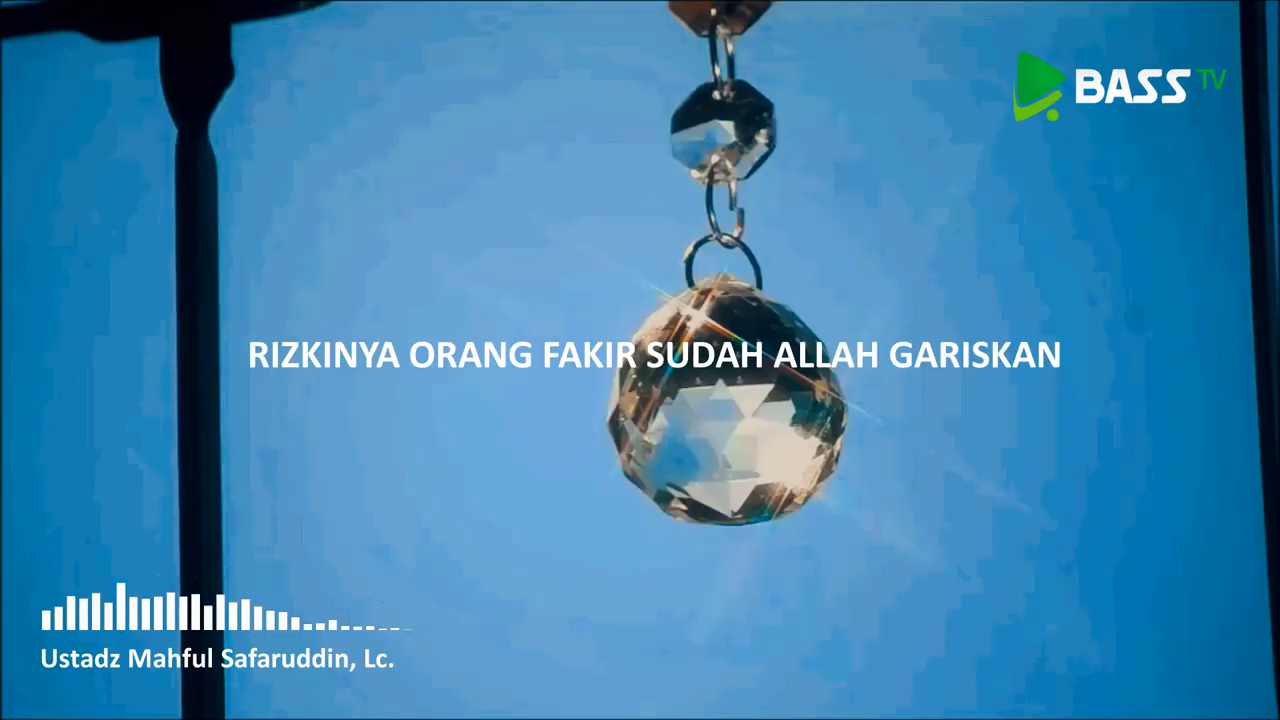 BASS TV
RIZKINYA ORANG FAKIR SUDAH ALLAH GARISKAN
Ustadz Mahful Safaruddin, Lc.